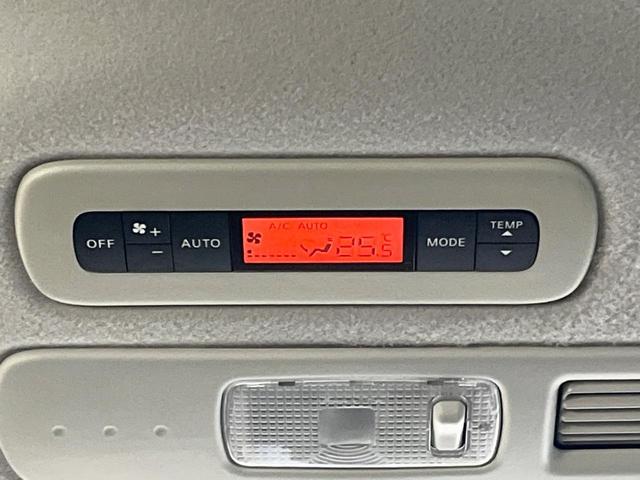 OFF
+
−
AUTO
A/C AUTO
25.5 °C
MODE
TEMP